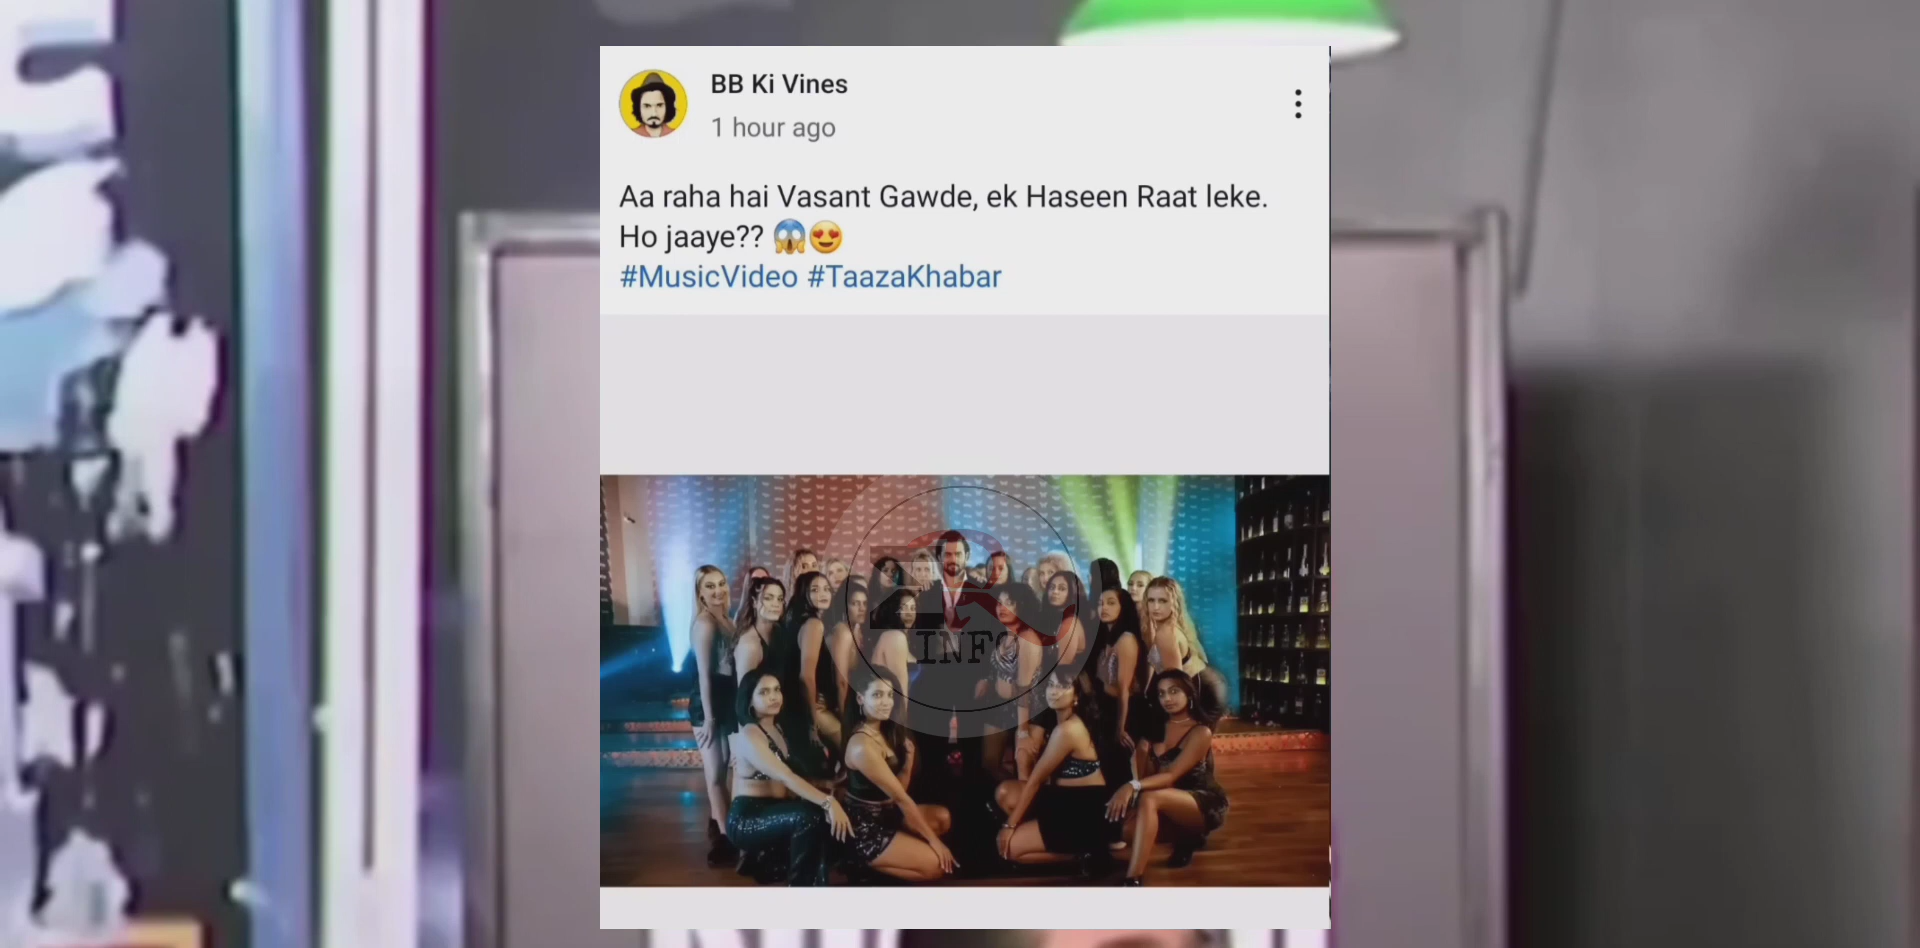 BB Ki Vines
1 hour ago
Aa raha hai Vasant Gawde, ek Haseen Raat leke.
Ho jaaye?? 😱😍
#MusicVideo #TaazaKhabar
INFO